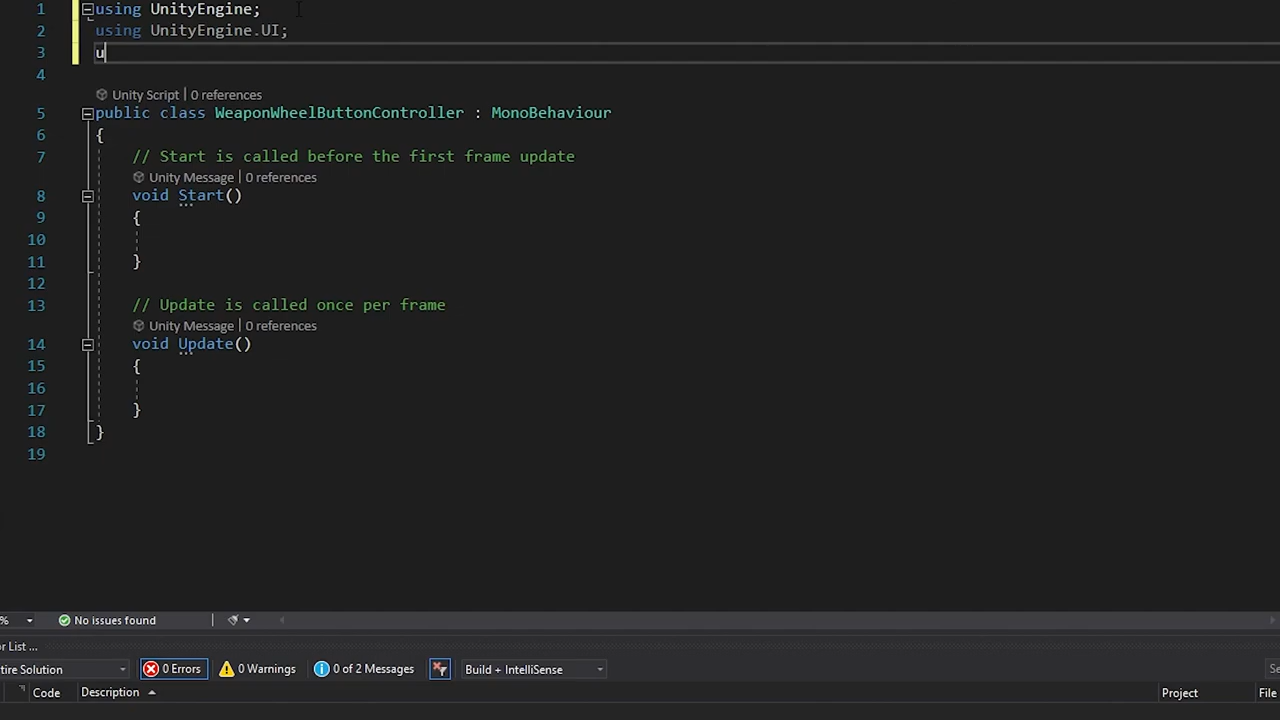 1 using UnityEngine;
2 using UnityEngine.UI;
3 u
4
Unity Script | 0 references
5 public class WeaponWheelButtonController : MonoBehaviour
6 {
7 // Start is called before the first frame update
Unity Message | 0 references
8 void Start()
9 {
10
11 }
12
13 // Update is called once per frame
Unity Message | 0 references
14 void Update()
15 {
16
17 }
18 }
19
% No issues found
or List ...
tire Solution 0 Errors 0 Warnings 0 of 2 Messages Build + IntelliSense Se
Code Description Project File